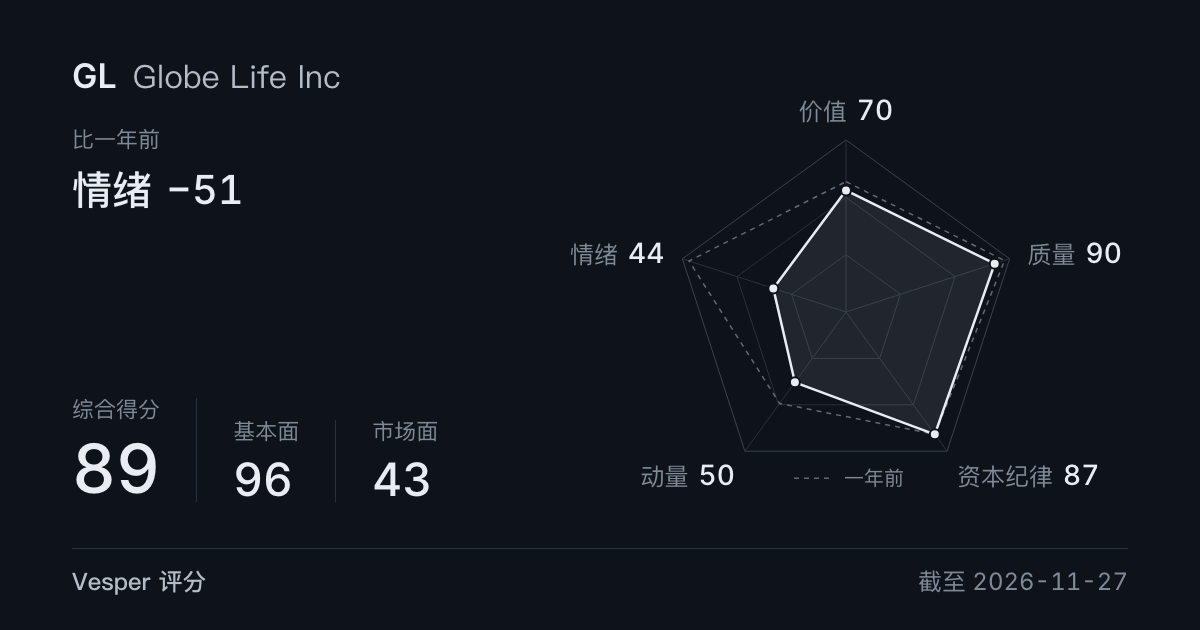 GL Globe Life Inc
比一年前
情绪 −51
价值 70
情绪 44
质量 90
动量 50
一年前
资本纪律 87
综合得分
89
基本面
96
市场面
43
Vesper 评分
截至 2026-11-27